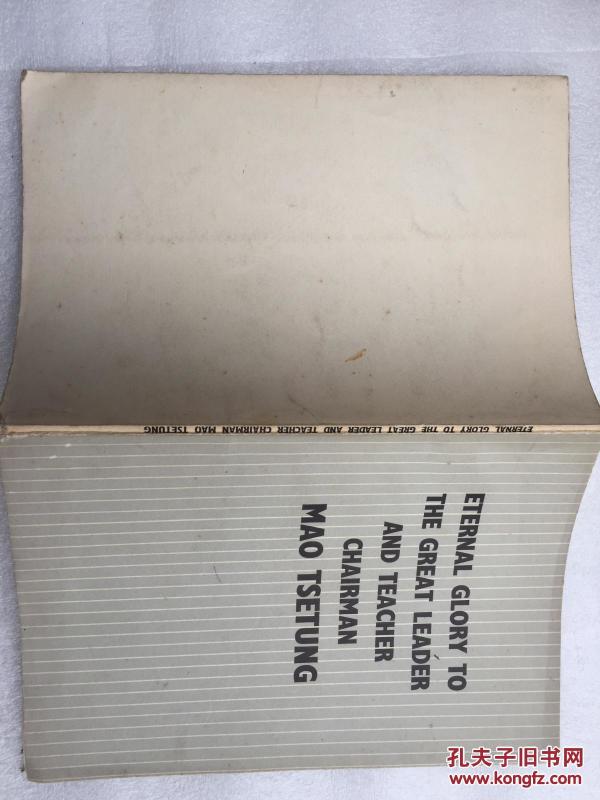 ETERNAL GLORY TO THE GREAT LEADER AND TEACHER CHAIRMAN MAO TSETUNG
ETERNAL GLORY TO
THE GREAT LEADER
AND TEACHER
CHAIRMAN
MAO TSETUNG
孔夫子旧书网
www.kongfz.com